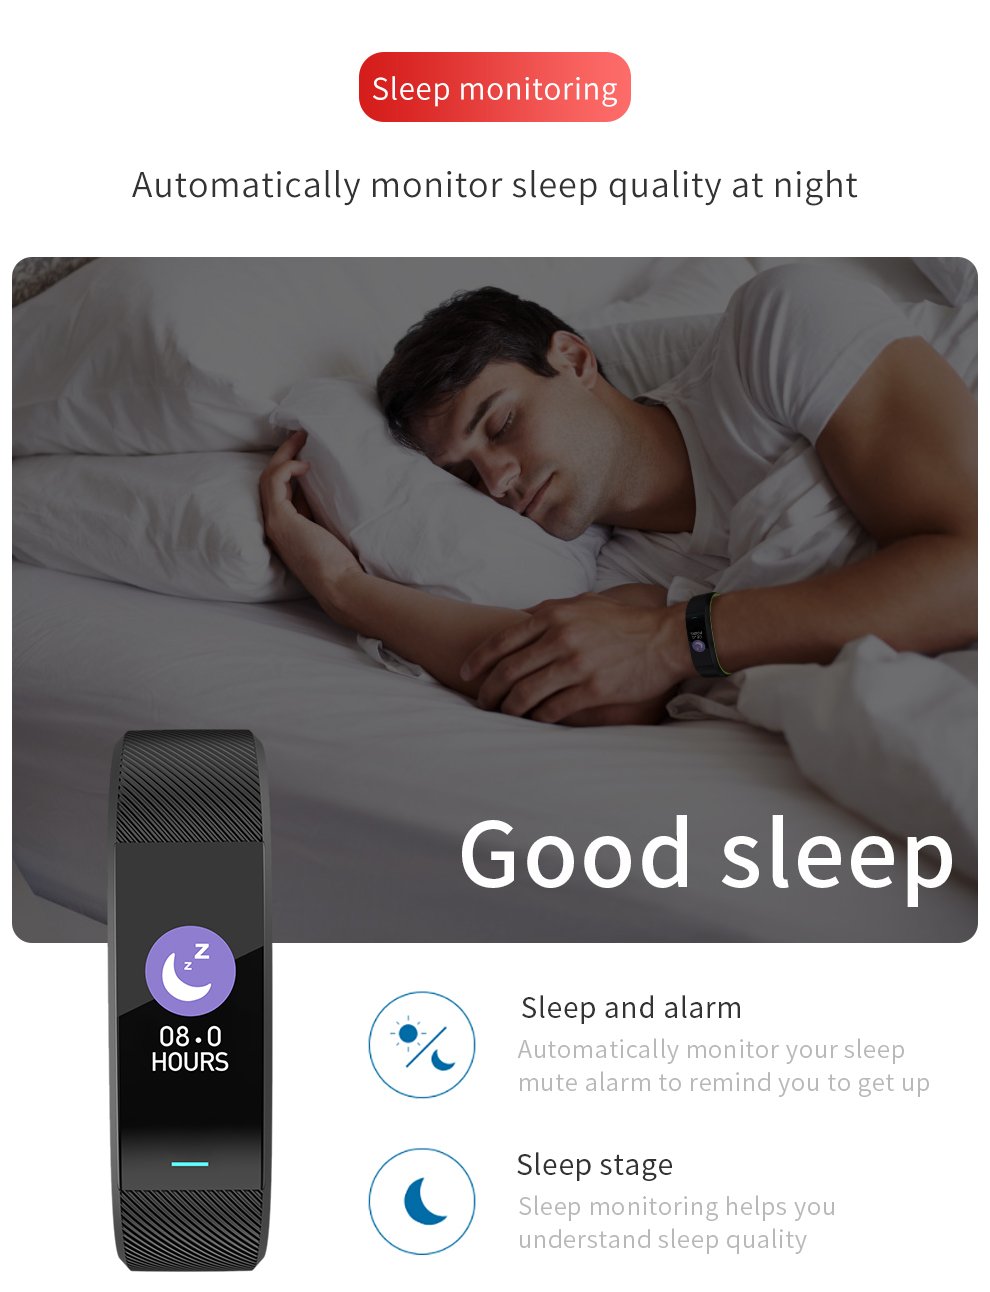 Sleep monitoring
Automatically monitor sleep quality at night
Good sleep
z z
08.0
HOURS
Sleep and alarm
Automatically monitor your sleep
mute alarm to remind you to get up
Sleep stage
Sleep monitoring helps you
understand sleep quality